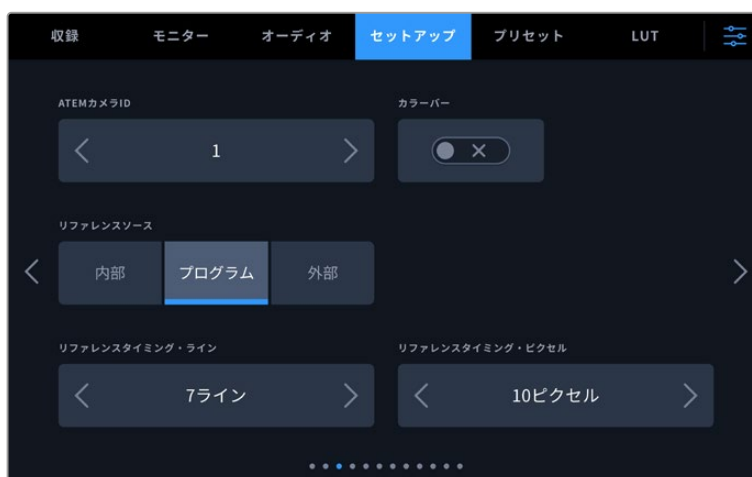 収録 モニター オーディオ セットアップ プリセット LUT
ATEMカメラID カラーバー
1
リファレンスソース
内部 プログラム 外部
リファレンスタイミング・ライン リファレンスタイミング・ピクセル
7ライン 10ピクセル